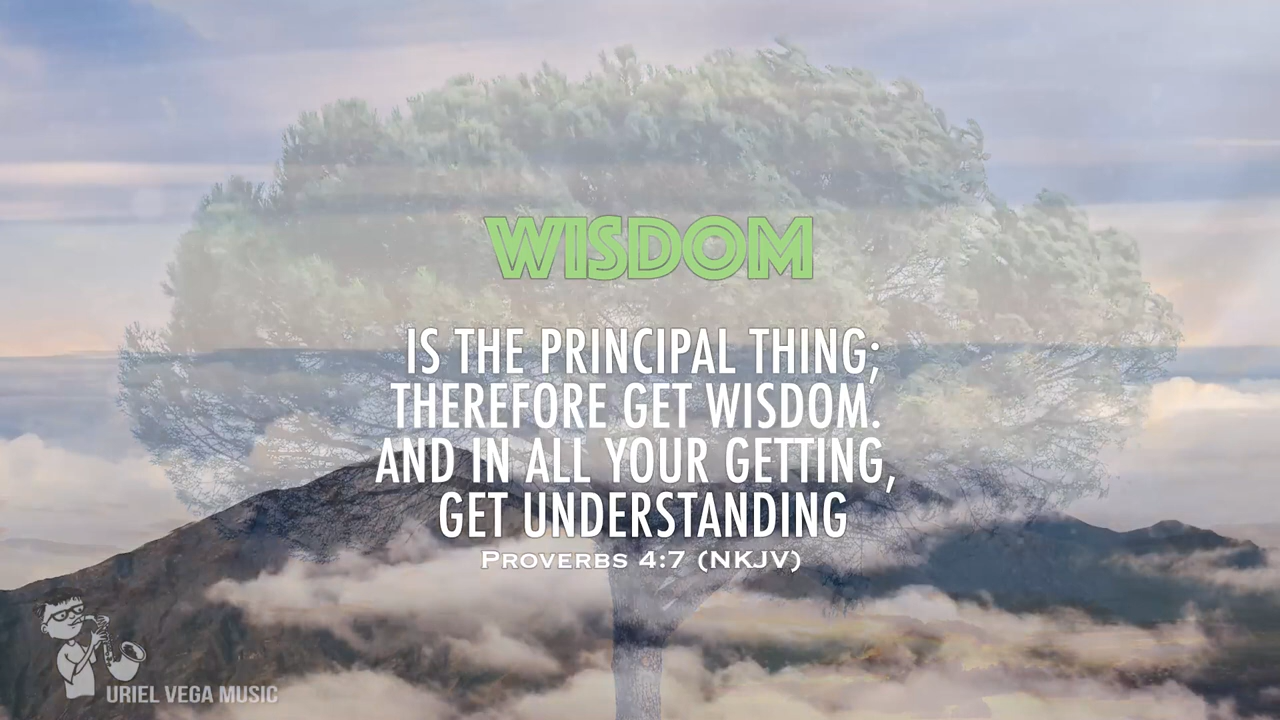 WISDOM
IS THE PRINCIPAL THING;
THEREFORE GET WISDOM.
AND IN ALL YOUR GETTING,
GET UNDERSTANDING
PROVERBS 4:7 (NKJV)
URIEL VEGA MUSIC